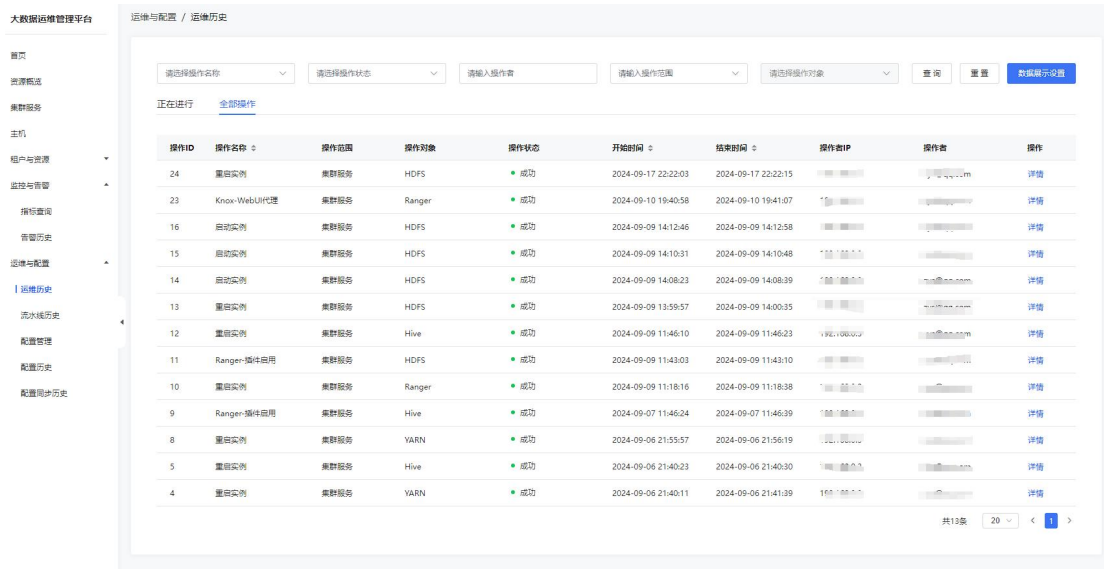 大数据运维管理平台
运维与配置 / 运维历史
首页
资源概览
集群服务
主机
租户与资源
监控与告警
指标查询
告警历史
运维与配置
运维历史
流水线历史
配置管理
配置历史
配置同步历史
请选择操作名称 请选择操作状态 请输入操作者 请输入操作范围 请选择操作对象 查询 重置 数据展示设置
正在进行 全部操作
操作ID 操作名称 操作范围 操作对象 操作状态 开始时间 结束时间 操作者IP 操作者 操作
24 重启实例 集群服务 HDFS 成功 2024-09-17 22:22:03 2024-09-17 22:22:15 详情
23 Knox-WebUI代理 集群服务 Ranger 成功 2024-09-10 19:40:58 2024-09-10 19:41:07 详情
16 启动实例 集群服务 HDFS 成功 2024-09-09 14:12:46 2024-09-09 14:12:58 详情
15 启动实例 集群服务 HDFS 成功 2024-09-09 14:10:31 2024-09-09 14:10:48 详情
14 启动实例 集群服务 HDFS 成功 2024-09-09 14:08:23 2024-09-09 14:08:39 详情
13 重启实例 集群服务 HDFS 成功 2024-09-09 13:59:57 2024-09-09 14:00:35 详情
12 重启实例 集群服务 Hive 成功 2024-09-09 11:46:10 2024-09-09 11:46:23 详情
11 Ranger-插件启用 集群服务 HDFS 成功 2024-09-09 11:43:03 2024-09-09 11:43:10 详情
10 重启实例 集群服务 Ranger 成功 2024-09-09 11:18:16 2024-09-09 11:18:38 详情
9 Ranger-插件启用 集群服务 Hive 成功 2024-09-07 11:46:24 2024-09-07 11:46:39 详情
8 重启实例 集群服务 YARN 成功 2024-09-06 21:55:57 2024-09-06 21:56:19 详情
5 重启实例 集群服务 Hive 成功 2024-09-06 21:40:23 2024-09-06 21:40:30 详情
4 重启实例 集群服务 YARN 成功 2024-09-06 21:40:11 2024-09-06 21:41:39 详情
共13条 20 1